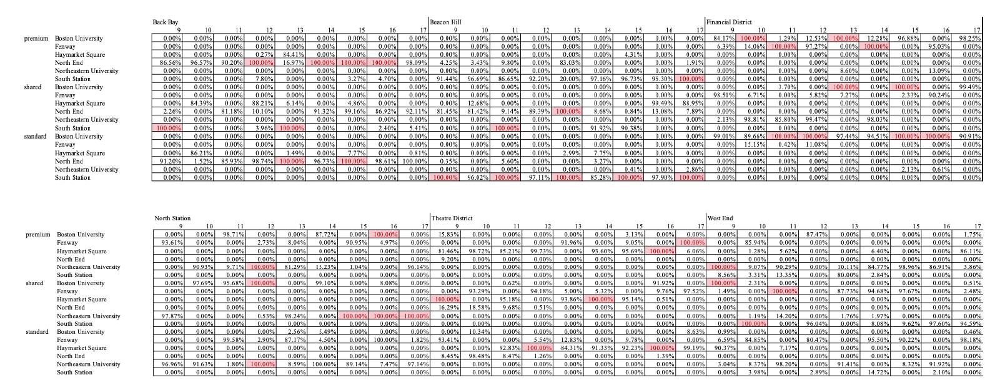 Back Bay Beacon Hill Financial District
9 10 11 12 13 14 15 16 17 9 10 11 12 13 14 15 16 17 9 10 11 12 13 14 15 16 17
premium Boston University 0.00% 0.00% 0.00% 0.00% 0.00% 0.00% 0.00% 0.00% 0.00% 0.00% 0.00% 0.00% 0.00% 0.00% 0.00% 0.00% 0.00% 0.00% 84.17% 100.00% 1.29% 12.53% 100.00% 12.28% 96.88% 0.00% 98.25%
Fenway 0.00% 0.00% 0.00% 0.00% 0.00% 0.00% 0.00% 0.00% 0.00% 0.00% 0.00% 0.00% 0.00% 0.00% 0.00% 0.00% 0.00% 0.00% 6.39% 14.06% 100.00% 97.27% 0.00% 100.00% 0.00% 95.03% 0.00%
Haymarket Square 0.00% 0.00% 0.00% 0.27% 84.41% 0.00% 0.00% 0.00% 0.00% 0.00% 0.00% 0.00% 0.00% 0.00% 0.00% 4.31% 0.00% 0.00% 0.00% 0.00% 0.00% 0.00% 0.00% 0.00% 0.00% 0.00% 0.00%
North End 86.56% 96.57% 90.20% 100.00% 16.97% 100.00% 100.00% 100.00% 98.09% 4.25% 3.43% 9.80% 0.00% 83.03% 0.00% 0.00% 0.00% 1.91% 0.00% 0.00% 0.00% 0.00% 0.00% 0.00% 0.00% 0.00% 0.00%
Northeastern University 0.00% 0.00% 0.00% 0.00% 0.00% 0.00% 0.00% 0.00% 0.00% 0.00% 0.00% 0.00% 0.00% 0.00% 0.00% 0.00% 0.00% 0.00% 0.00% 0.00% 0.00% 0.00% 8.60% 0.00% 0.00% 13.09% 0.00%
South Station 0.00% 0.00% 0.00% 7.80% 0.00% 0.00% 3.27% 4.70% 0.00% 91.44% 96.69% 86.65% 92.20% 20.00% 97.16% 96.73% 95.30% 100.00% 0.00% 0.00% 0.00% 0.00% 0.00% 0.00% 0.00% 0.00% 0.00%
shared Boston University 0.00% 0.00% 0.00% 0.00% 0.00% 0.00% 0.00% 0.00% 0.00% 0.00% 0.00% 0.00% 0.00% 0.00% 0.00% 0.00% 0.00% 0.00% 0.00% 0.00% 3.70% 0.00% 100.00% 0.90% 100.00% 0.00% 99.49%
Fenway 0.00% 0.00% 0.00% 0.00% 0.00% 0.00% 0.00% 0.00% 0.00% 0.00% 0.00% 0.00% 0.00% 0.00% 0.00% 0.00% 0.00% 0.00% 98.51% 6.71% 0.00% 5.82% 7.27% 0.00% 2.33% 90.24% 0.00%
Haymarket Square 0.00% 84.39% 0.00% 88.21% 6.14% 0.00% 4.86% 0.00% 0.00% 0.00% 12.68% 0.00% 0.00% 0.00% 0.00% 0.00% 99.49% 88.95% 0.00% 0.00% 0.00% 0.00% 0.00% 0.00% 0.00% 0.00% 0.00%
North End 2.26% 0.00% 81.18% 10.10% 0.00% 91.32% 99.16% 86.92% 92.11% 81.45% 81.42% 9.14% 89.39% 100.00% 8.68% 0.84% 13.08% 7.89% 0.00% 0.00% 0.00% 0.00% 0.00% 0.00% 0.00% 0.00% 0.00%
Northeastern University 0.00% 0.00% 0.00% 0.00% 0.00% 0.00% 0.00% 0.00% 0.00% 0.00% 0.00% 0.00% 0.00% 0.00% 0.00% 0.00% 0.00% 0.00% 2.13% 98.81% 85.80% 99.47% 0.00% 98.03% 0.00% 0.00% 0.00%
South Station 100.00% 0.00% 0.00% 3.96% 100.00% 0.00% 0.00% 2.40% 5.41% 0.00% 0.00% 100.00% 0.00% 0.00% 91.92% 90.38% 0.00% 0.00% 0.00% 0.00% 0.00% 0.00% 0.00% 0.00% 0.00% 0.00% 0.00%
standard Boston University 0.00% 0.00% 0.00% 0.00% 0.00% 0.00% 0.00% 0.00% 0.00% 0.00% 0.00% 0.00% 0.00% 0.00% 0.00% 0.00% 0.00% 0.00% 99.01% 89.66% 100.00% 100.00% 97.44% 94.51% 100.00% 100.00% 90.91%
Fenway 0.00% 0.00% 0.00% 0.00% 0.00% 0.00% 0.00% 0.00% 0.00% 0.00% 0.00% 0.00% 0.00% 0.00% 0.00% 0.00% 0.00% 0.00% 0.00% 15.15% 0.42% 11.08% 0.00% 0.00% 0.00% 0.00% 0.00%
Haymarket Square 0.00% 86.21% 0.00% 0.00% 1.49% 0.00% 7.77% 0.00% 0.81% 0.00% 0.00% 0.00% 0.00% 2.99% 7.75% 0.00% 0.00% 0.00% 0.00% 0.00% 0.00% 0.00% 0.00% 0.00% 0.00% 0.00% 0.00%
North End 91.20% 1.52% 85.93% 98.74% 100.00% 96.73% 100.00% 98.61% 100.00% 0.35% 0.00% 5.60% 0.00% 0.00% 3.27% 0.00% 0.00% 0.00% 0.00% 0.00% 0.00% 0.00% 0.00% 0.00% 0.00% 0.00% 0.00%
Northeastern University 0.00% 0.00% 0.00% 0.00% 0.00% 0.00% 0.00% 0.00% 0.00% 0.00% 0.00% 0.00% 0.00% 0.00% 0.00% 0.41% 0.00% 2.86% 0.00% 0.00% 0.00% 0.00% 0.00% 0.00% 2.13% 0.61% 0.00%
South Station 0.00% 0.00% 0.00% 0.00% 0.00% 0.00% 0.00% 0.00% 0.00% 100.00% 96.02% 100.00% 97.11% 100.00% 85.28% 100.00% 97.90% 100.00% 0.00% 0.00% 0.00% 0.00% 0.00% 0.00% 0.00% 0.00% 0.00%
North Station Theatre District West End
9 10 11 12 13 14 15 16 17 9 10 11 12 13 14 15 16 17 9 10 11 12 13 14 15 16 17
premium Boston University 0.00% 0.00% 98.71% 0.00% 0.00% 87.72% 0.00% 100.00% 0.00% 15.83% 0.00% 0.00% 0.00% 0.00% 0.00% 3.13% 0.00% 0.00% 0.00% 0.00% 0.00% 87.47% 0.00% 0.00% 0.00% 0.00% 1.75%
Fenway 93.61% 0.00% 0.00% 2.73% 8.04% 0.00% 90.95% 4.97% 0.00% 0.00% 0.00% 0.00% 0.00% 91.96% 0.00% 9.05% 0.00% 100.00% 0.00% 85.94% 0.00% 0.00% 0.00% 0.00% 0.00% 0.00% 0.00%
Haymarket Square 0.00% 0.00% 0.00% 0.00% 0.00% 0.00% 0.00% 0.00% 0.00% 81.46% 98.72% 85.21% 99.73% 0.00% 93.60% 95.69% 100.00% 6.06% 0.00% 1.28% 5.62% 0.00% 0.00% 6.40% 0.00% 0.00% 86.11%
North End 0.00% 0.00% 0.00% 0.00% 0.00% 0.00% 0.00% 0.00% 0.00% 9.20% 0.00% 0.00% 0.00% 0.00% 0.00% 0.00% 0.00% 0.00% 0.00% 0.00% 0.00% 0.00% 0.00% 0.00% 0.00% 0.00% 0.00%
Northeastern University 0.00% 90.93% 9.71% 100.00% 81.29% 15.23% 1.04% 0.00% 96.14% 0.00% 0.00% 0.00% 0.00% 0.00% 0.00% 0.00% 0.00% 0.00% 100.00% 9.07% 90.29% 0.00% 10.11% 84.77% 98.96% 86.91% 3.86%
South Station 0.00% 0.00% 0.00% 0.00% 0.00% 0.00% 0.00% 0.00% 0.00% 0.00% 0.00% 0.00% 0.00% 0.00% 0.00% 0.00% 0.00% 0.00% 8.56% 3.31% 13.35% 0.00% 80.00% 2.84% 0.00% 0.00% 0.00%
shared Boston University 0.00% 97.69% 95.68% 100.00% 0.00% 99.10% 0.00% 8.08% 0.00% 0.00% 0.00% 0.62% 0.00% 0.00% 0.00% 0.00% 91.92% 0.00% 100.00% 2.31% 0.00% 0.00% 0.00% 0.00% 0.00% 0.00% 0.51%
Fenway 0.00% 0.00% 0.00% 0.00% 0.00% 0.00% 0.00% 0.00% 0.00% 0.00% 93.29% 0.00% 94.18% 5.00% 5.32% 0.00% 9.76% 97.52% 1.49% 0.00% 100.00% 0.00% 87.73% 94.68% 97.67% 0.00% 2.48%
Haymarket Square 0.00% 0.00% 0.00% 0.00% 0.00% 0.00% 0.00% 0.00% 0.00% 100.00% 0.00% 95.18% 0.00% 93.86% 100.00% 95.14% 0.51% 0.00% 0.00% 0.00% 0.00% 0.00% 0.00% 0.00% 0.00% 0.00% 0.00%
North End 0.00% 0.00% 0.00% 0.00% 0.00% 0.00% 0.00% 0.00% 0.00% 16.29% 18.58% 9.68% 0.51% 0.00% 0.00% 0.00% 0.00% 0.00% 0.00% 0.00% 0.00% 0.00% 0.00% 0.00% 0.00% 0.00% 0.00%
Northeastern University 97.87% 0.00% 0.00% 0.53% 98.24% 0.00% 100.00% 100.00% 100.00% 0.00% 0.00% 0.00% 0.00% 0.00% 0.00% 0.00% 0.00% 0.00% 0.00% 1.19% 14.20% 0.00% 1.76% 1.97% 0.00% 0.00% 0.00%
South Station 0.00% 0.00% 0.00% 0.00% 0.00% 0.00% 0.00% 0.00% 0.00% 0.00% 0.00% 0.00% 0.00% 0.00% 0.00% 0.00% 0.00% 0.00% 0.00% 100.00% 0.00% 96.04% 0.00% 8.08% 9.62% 97.60% 94.59%
standard Boston University 0.00% 0.00% 0.00% 0.00% 2.56% 5.49% 0.00% 0.00% 0.00% 0.00% 10.34% 0.00% 0.00% 0.00% 0.00% 0.00% 0.00% 8.63% 0.99% 0.00% 0.00% 0.00% 0.00% 0.00% 0.00% 0.00% 0.46%
Fenway 0.00% 0.00% 99.58% 2.90% 87.17% 4.50% 0.00% 100.00% 1.82% 93.41% 0.00% 0.00% 5.54% 12.83% 0.00% 9.78% 0.00% 0.00% 6.59% 84.85% 0.00% 80.47% 0.00% 95.50% 90.22% 0.00% 98.18%
Haymarket Square 0.00% 0.00% 0.00% 0.00% 0.00% 0.00% 0.00% 0.00% 0.00% 0.00% 0.00% 92.83% 100.00% 84.31% 91.33% 92.23% 100.00% 99.19% 90.37% 0.00% 7.17% 0.00% 0.00% 0.00% 0.00% 0.00% 0.00%
North End 0.00% 0.00% 0.00% 0.00% 0.00% 0.00% 0.00% 0.00% 0.00% 8.45% 98.48% 8.47% 1.26% 0.00% 0.00% 0.00% 1.39% 0.00% 0.00% 0.00% 0.00% 0.00% 0.00% 0.00% 0.00% 0.00% 0.00%
Northeastern University 96.96% 91.63% 1.80% 100.00% 8.59% 100.00% 89.14% 7.47% 97.14% 0.00% 0.00% 0.00% 0.00% 0.00% 0.00% 0.00% 0.00% 0.00% 3.04% 8.37% 98.20% 0.00% 91.41% 0.00% 8.32% 91.92% 0.00%
South Station 0.00% 0.00% 0.00% 0.00% 0.00% 0.00% 0.00% 0.00% 0.00% 0.00% 0.00% 0.00% 0.00% 0.00% 0.00% 0.00% 0.00% 0.00% 0.00% 3.98% 0.00% 2.89% 0.00% 14.72% 0.00% 2.10% 0.00%